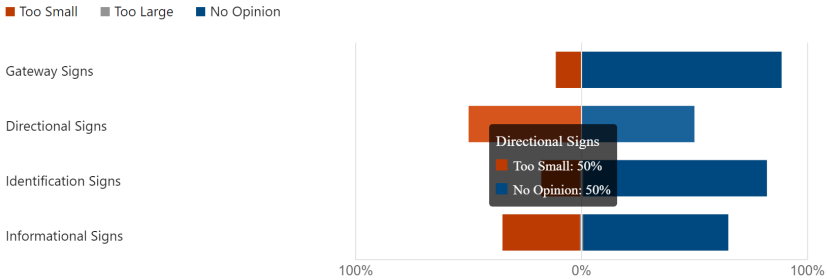 Too Small Too Large No Opinion
Gateway Signs
Directional Signs
Directional Signs
Too Small: 50%
Identification Signs
No Opinion: 50%
Informational Signs
100% 0% 100%